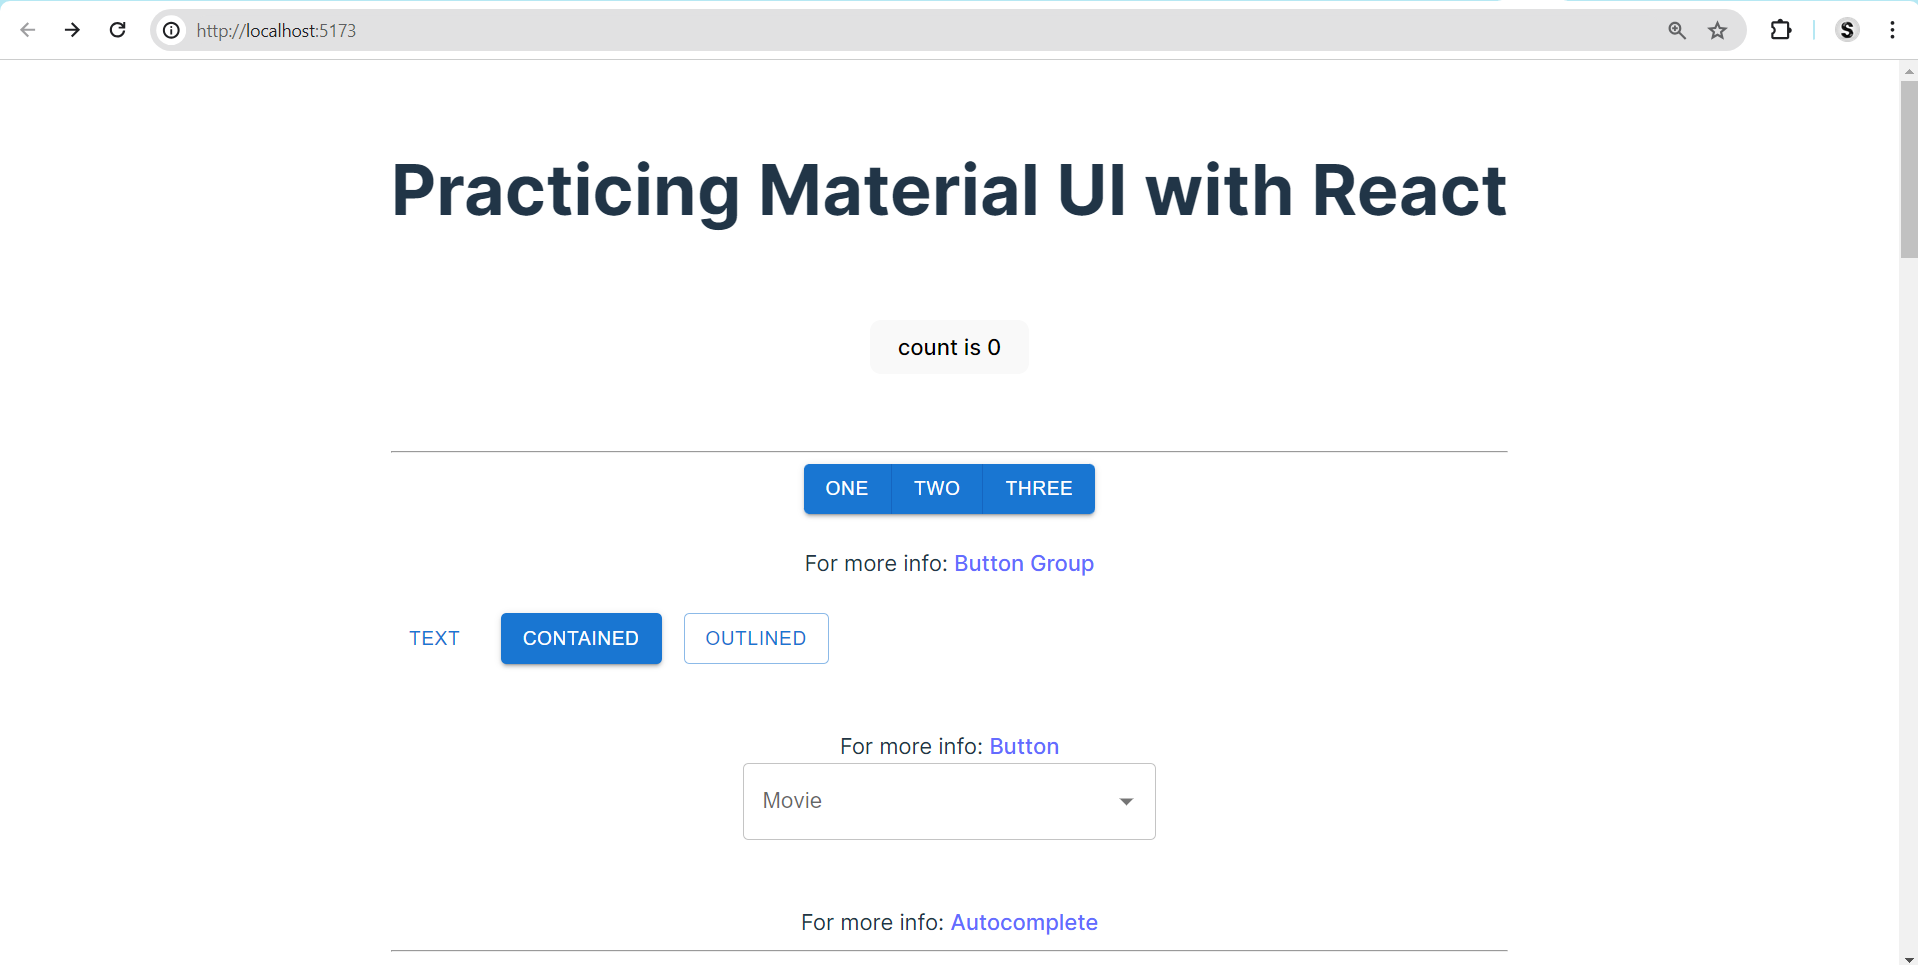 http://localhost:5173
S
Practicing Material UI with React
count is 0
ONE TWO THREE
For more info: Button Group
TEXT CONTAINED OUTLINED
For more info: Button
Movie
For more info: Autocomplete